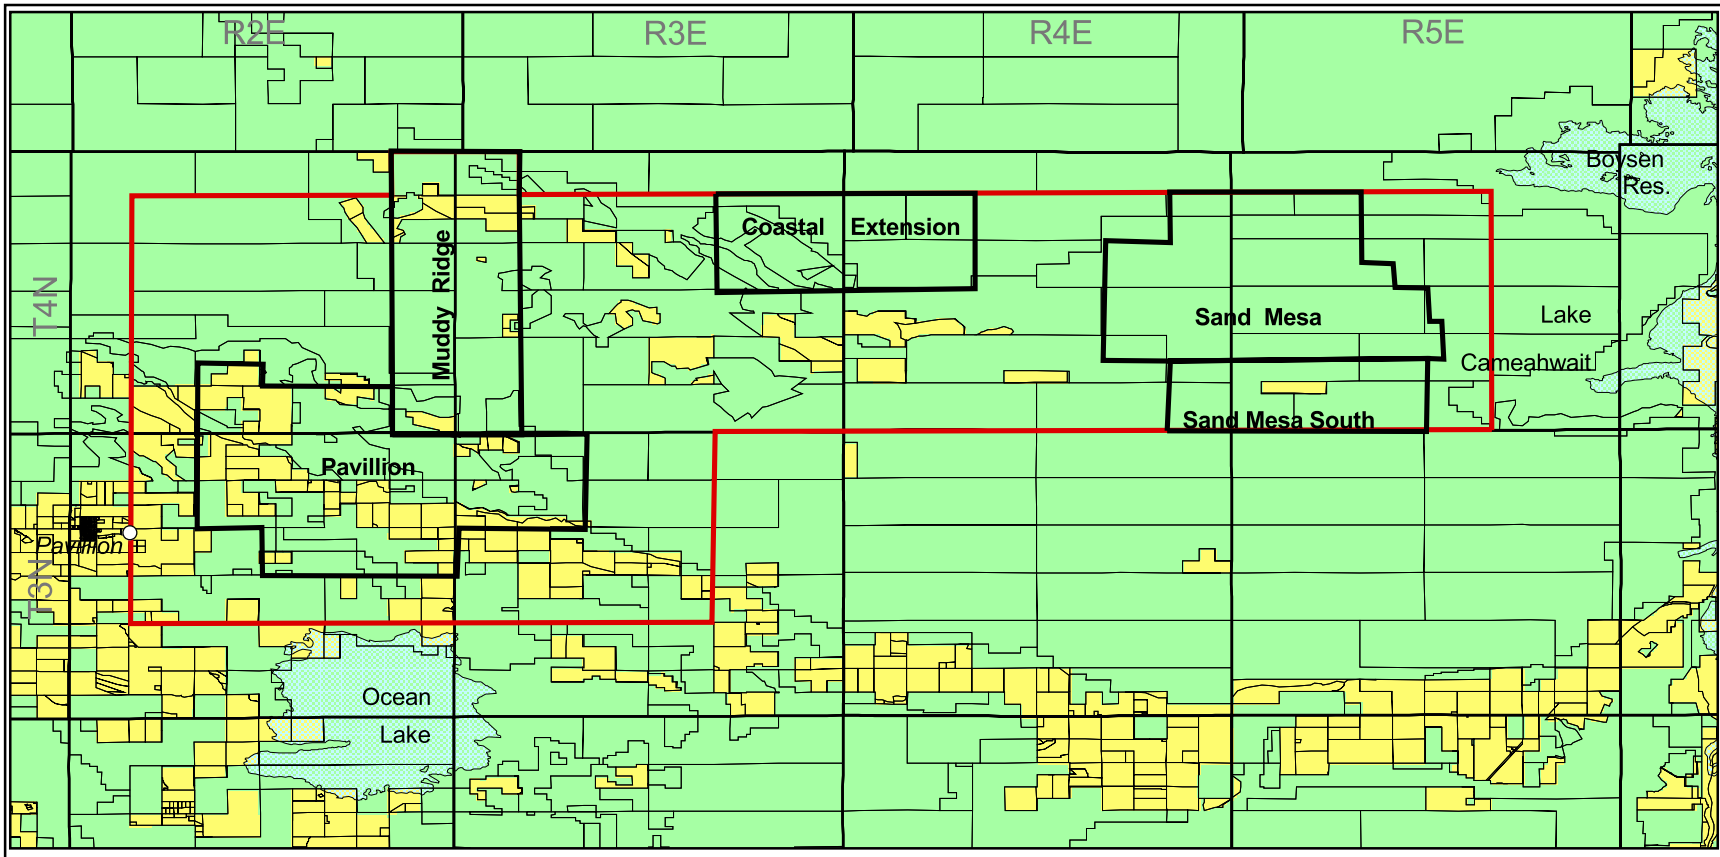 R2E
R3E
R4E
R5E
Boysen
Res.
Coastal Extension
Muddy Ridge
T4N
Sand Mesa
Lake
Cameahwait
Sand Mesa South
Pavillion
Pavillion
T3N
Ocean
Lake